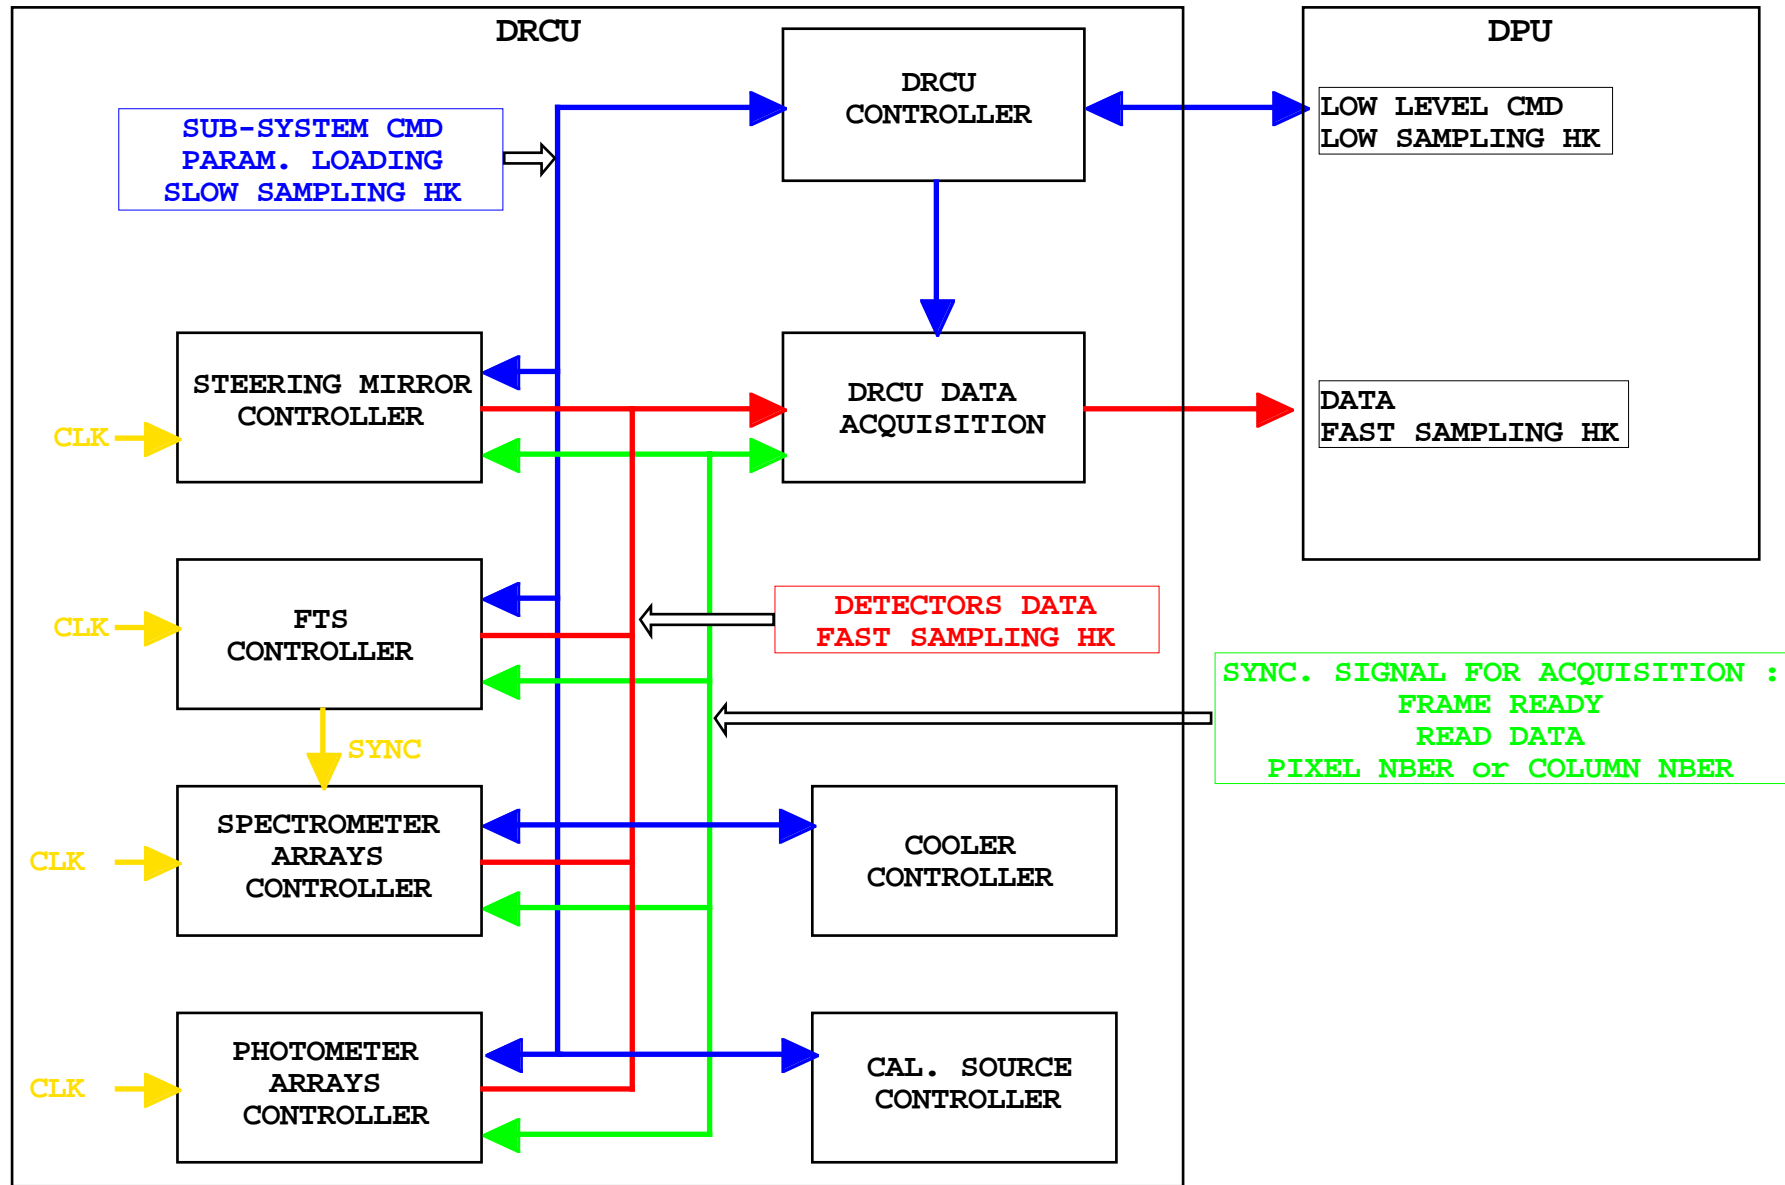 DRCU
DPU
DRCU
CONTROLLER
LOW LEVEL CMD
LOW SAMPLING HK
SUB-SYSTEM CMD
PARAM. LOADING
SLOW SAMPLING HK
STEERING MIRROR
CONTROLLER
CLK
DRCU DATA
ACQUISITION
DATA
FAST SAMPLING HK
FTS
CONTROLLER
CLK
DETECTORS DATA
FAST SAMPLING HK
SYNC. SIGNAL FOR ACQUISITION :
FRAME READY
READ DATA
PIXEL NBER or COLUMN NBER
SYNC
SPECTROMETER
ARRAYS
CONTROLLER
CLK
COOLER
CONTROLLER
PHOTOMETER
ARRAYS
CONTROLLER
CLK
CAL. SOURCE
CONTROLLER